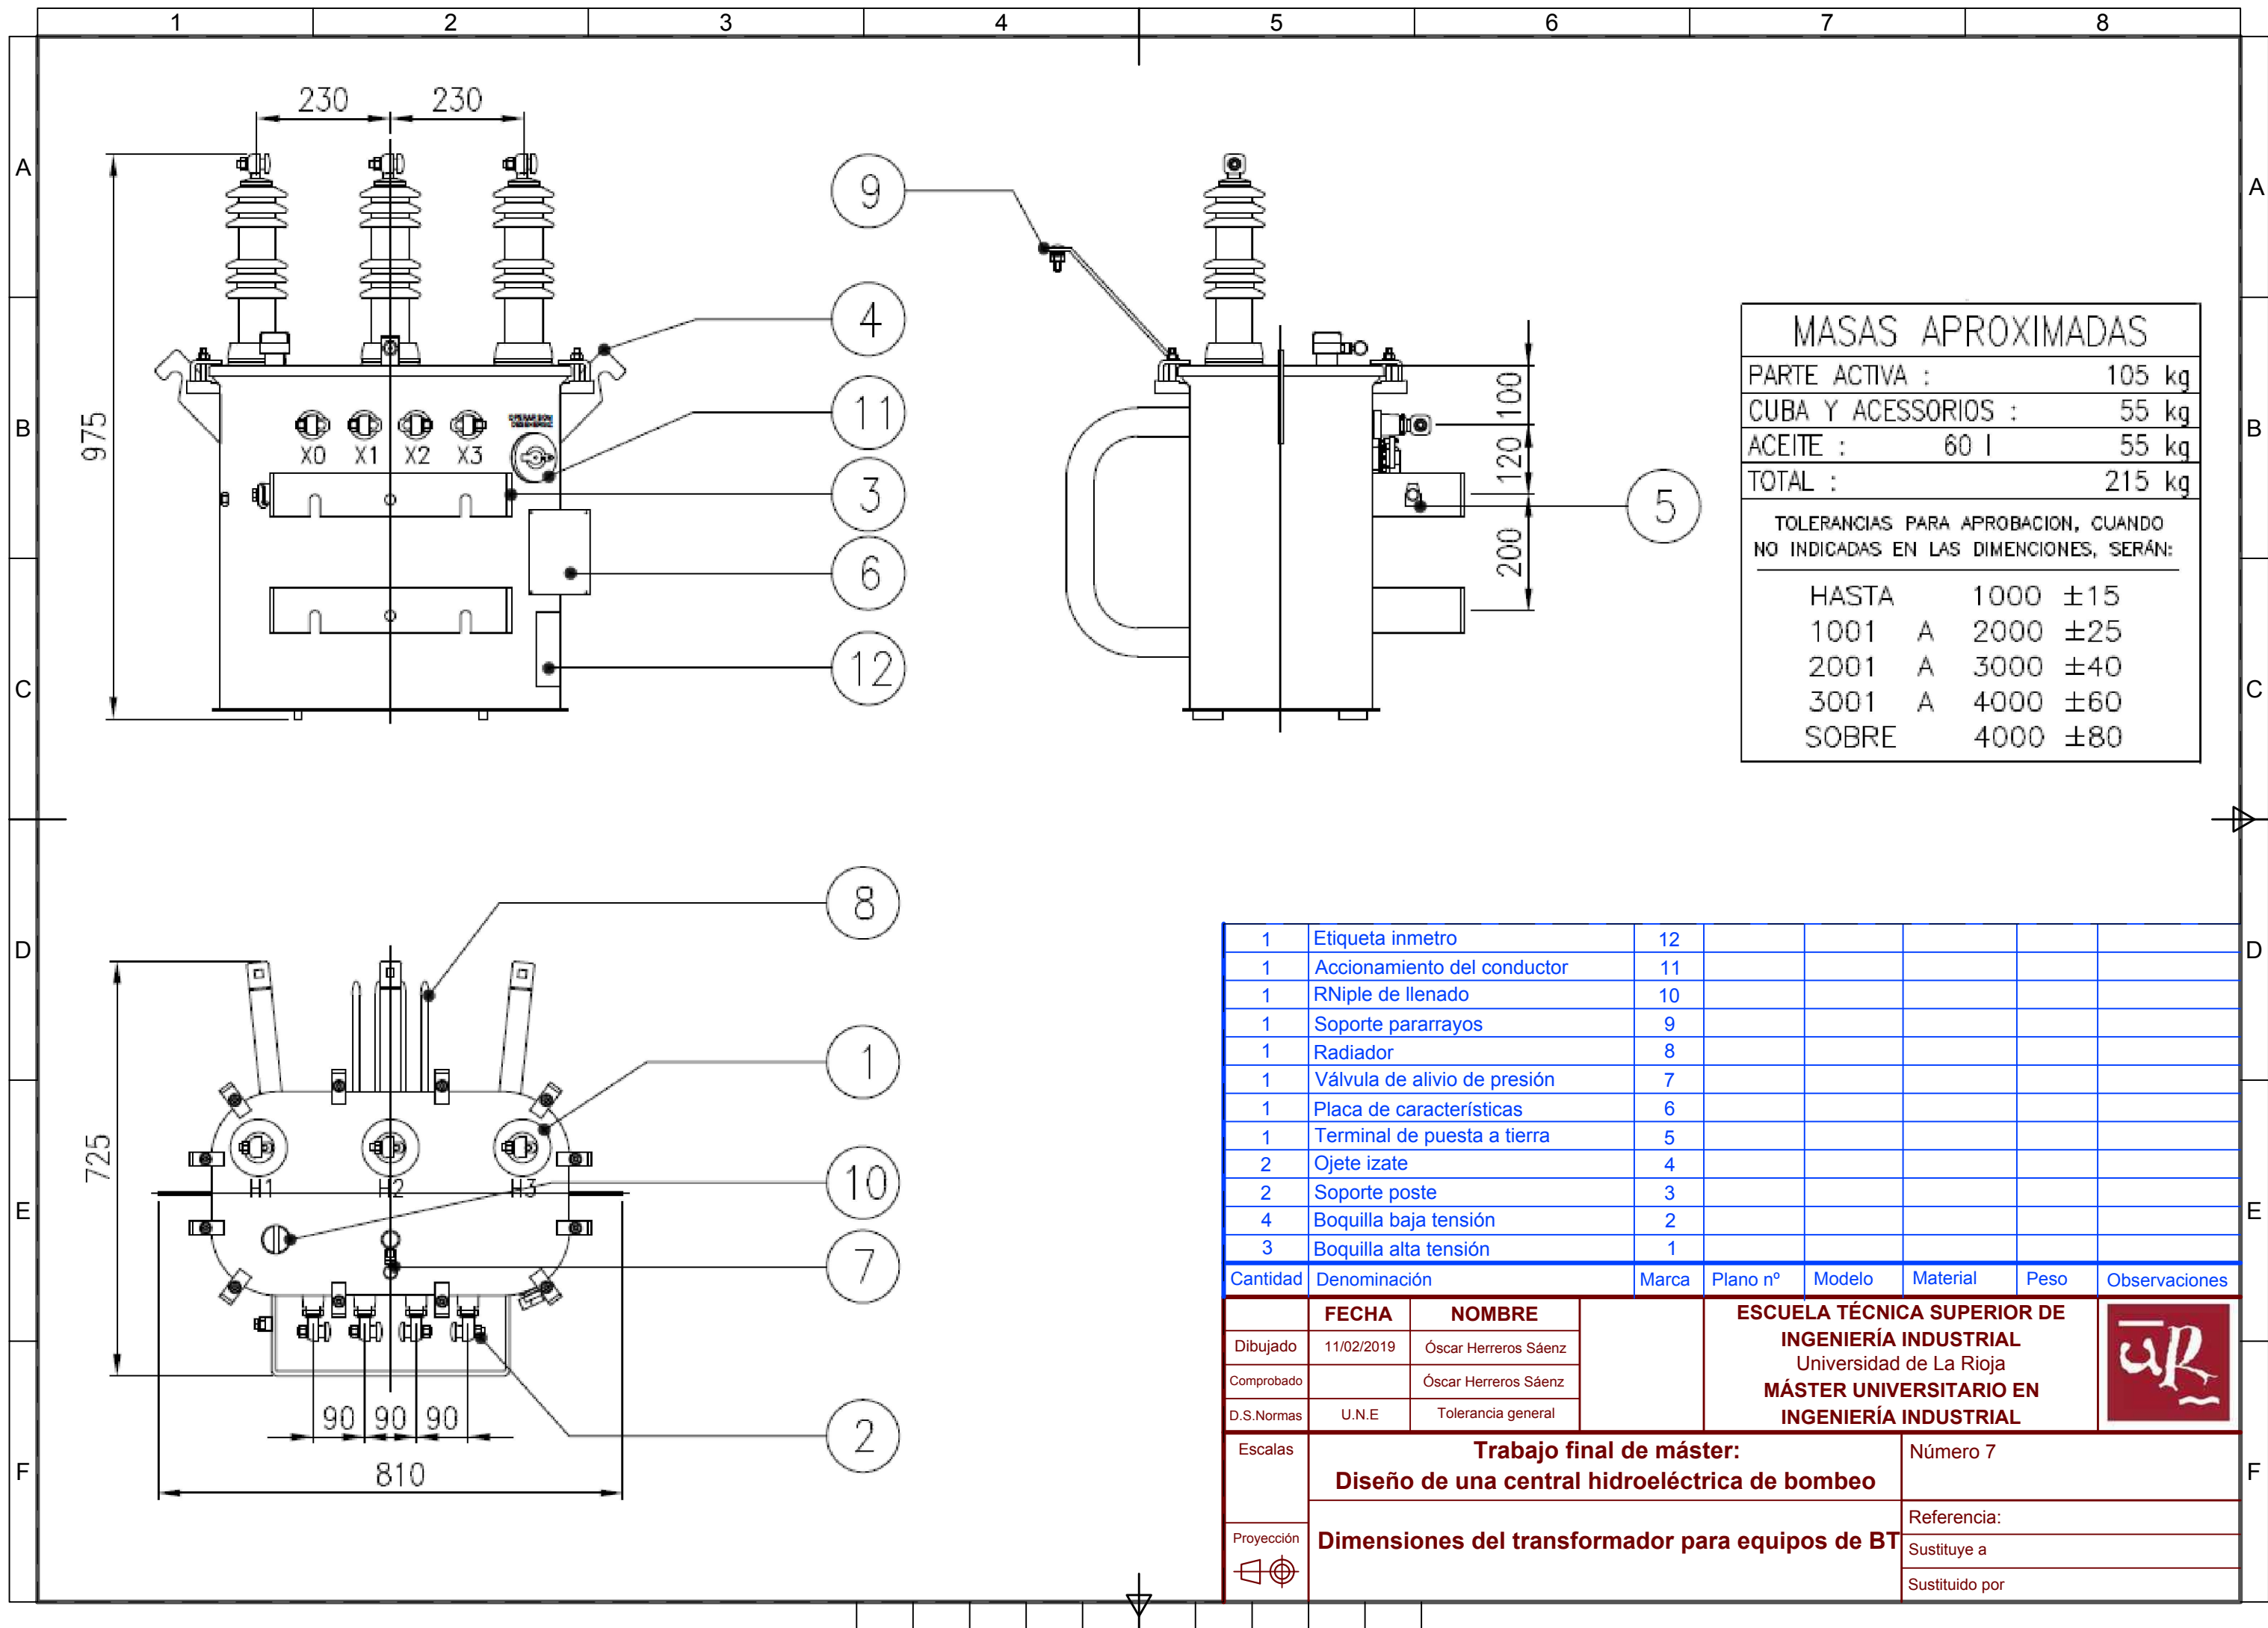 1 2 3 4 5 6 7 8
A
B
C
D
E
F
A
B
C
D
E
F
230 230
975
X0 X1 X2 X3
9
4
11
3
6
12
100
120
200
5
MASAS APROXIMADAS
PARTE ACTIVA : 105 kg
CUBA Y ACESSORIOS : 55 kg
ACEITE : 60 l 55 kg
TOTAL : 215 kg
TOLERANCIAS PARA APROBACION, CUANDO
NO INDICADAS EN LAS DIMENCIONES, SERÁN:
HASTA 1000 ±15
1001 A 2000 ±25
2001 A 3000 ±40
3001 A 4000 ±60
SOBRE 4000 ±80
725
H1 H2 H3
8
1
10
7
2
90 90 90
810
1 Etiqueta inmetro 12
1 Accionamiento del conductor 11
1 RNiple de llenado 10
1 Soporte pararrayos 9
1 Radiador 8
1 Válvula de alivio de presión 7
1 Placa de características 6
1 Terminal de puesta a tierra 5
2 Ojete izate 4
2 Soporte poste 3
4 Boquilla baja tensión 2
3 Boquilla alta tensión 1
Cantidad Denominación Marca Plano nº Modelo Material Peso Observaciones
FECHA NOMBRE
Dibujado 11/02/2019 Óscar Herreros Sáenz
Comprobado Óscar Herreros Sáenz
D.S.Normas U.N.E Tolerancia general
ESCUELA TÉCNICA SUPERIOR DE
INGENIERÍA INDUSTRIAL
Universidad de La Rioja
MÁSTER UNIVERSITARIO EN
INGENIERÍA INDUSTRIAL
uR
Escalas
Trabajo final de máster:
Diseño de una central hidroeléctrica de bombeo
Número 7
Proyección
Dimensiones del transformador para equipos de BT
Referencia:
Sustituye a
Sustituido por